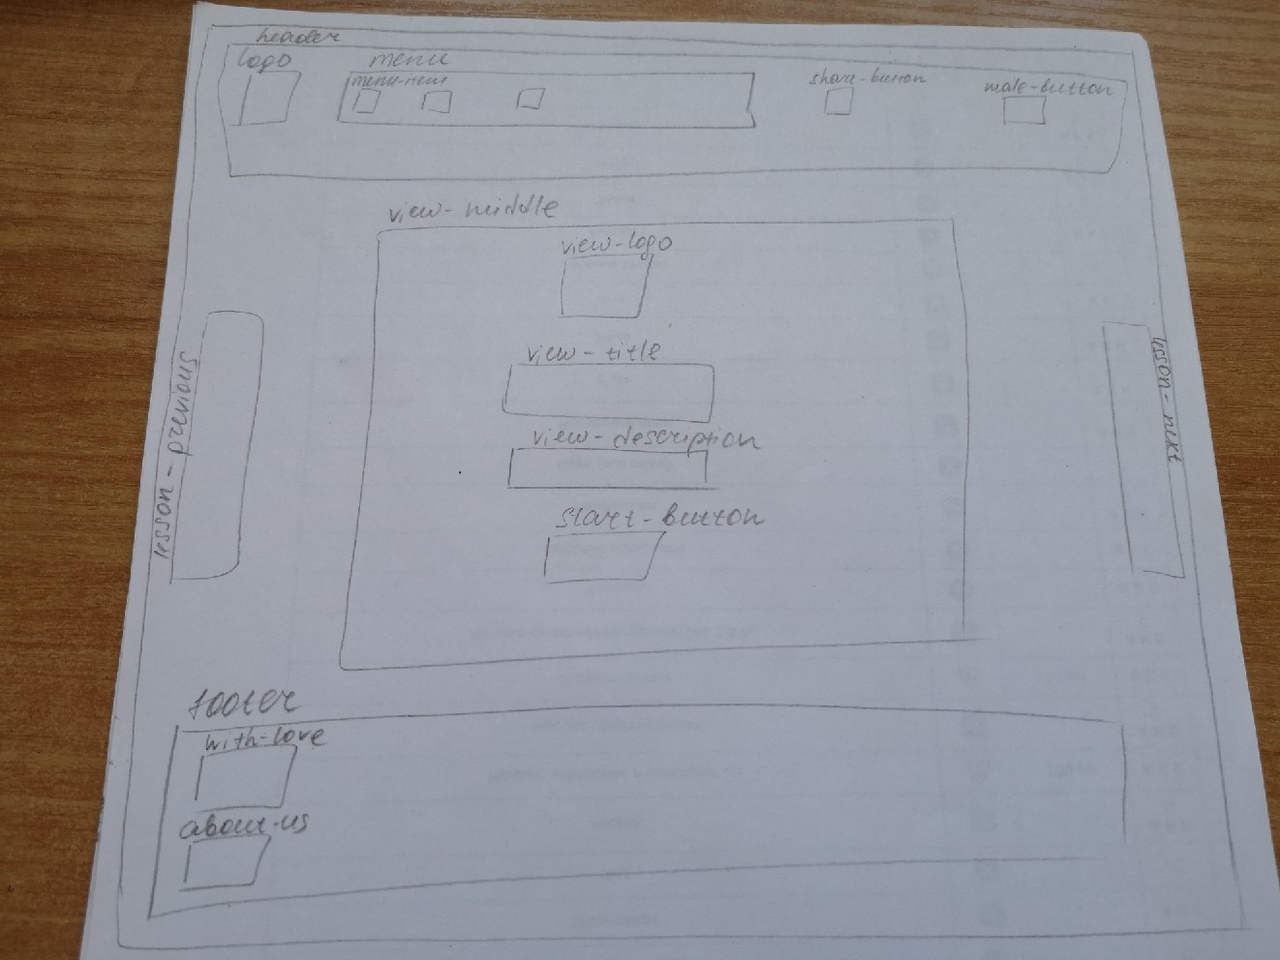 header
logo
menu
menu-item
share-button
male-button
view-middle
view-logo
view-title
view-description
start-button
lesson-previous
lesson-next
footer
with-love
about-us